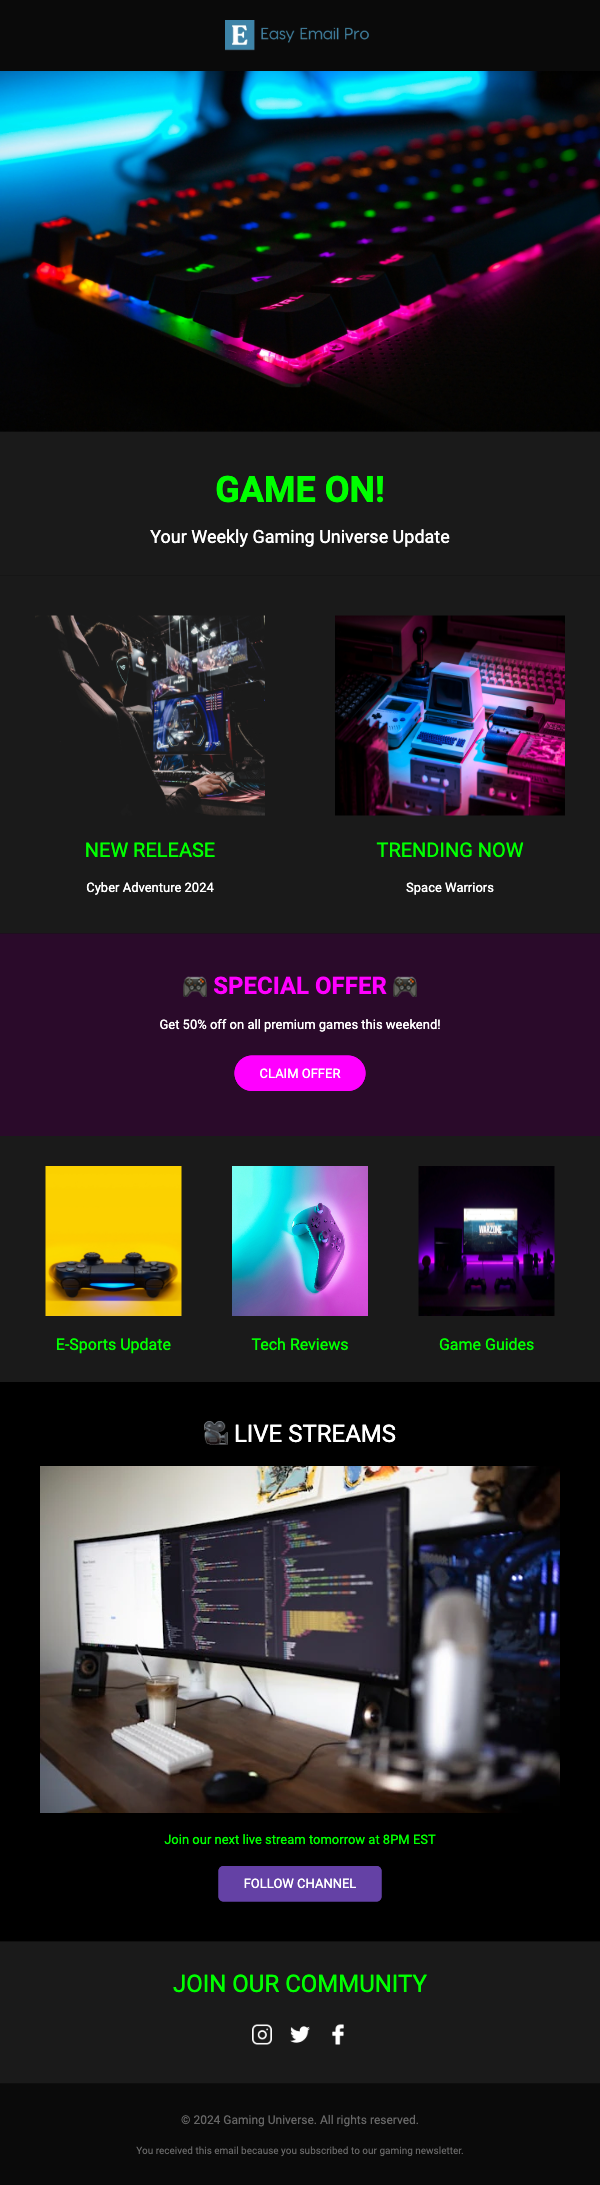 E Easy Email Pro
CTRL
GAME ON!
Your Weekly Gaming Universe Update
NEW RELEASE
TRENDING NOW
Cyber Adventure 2024
Space Warriors
🎮 SPECIAL OFFER 🎮
Get 50% off on all premium games this weekend!
CLAIM OFFER
WARZONE
E-Sports Update
Tech Reviews
Game Guides
🎥 LIVE STREAMS
Join our next live stream tomorrow at 8PM EST
FOLLOW CHANNEL
JOIN OUR COMMUNITY
© 2024 Gaming Universe. All rights reserved.
You received this email because you subscribed to our gaming newsletter.